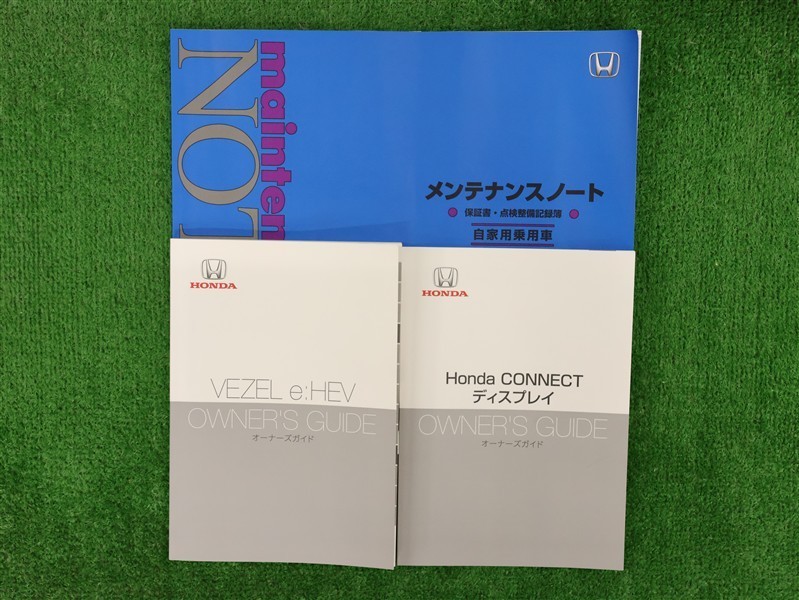 mainten
NOT
メンテナンスノート
● 保証書・点検整備記録簿 ●
自家用乗用車
HONDA
VEZEL e:HEV
OWNER'S GUIDE
オーナーズガイド
HONDA
Honda CONNECT
ディスプレイ
OWNER'S GUIDE
オーナーズガイド